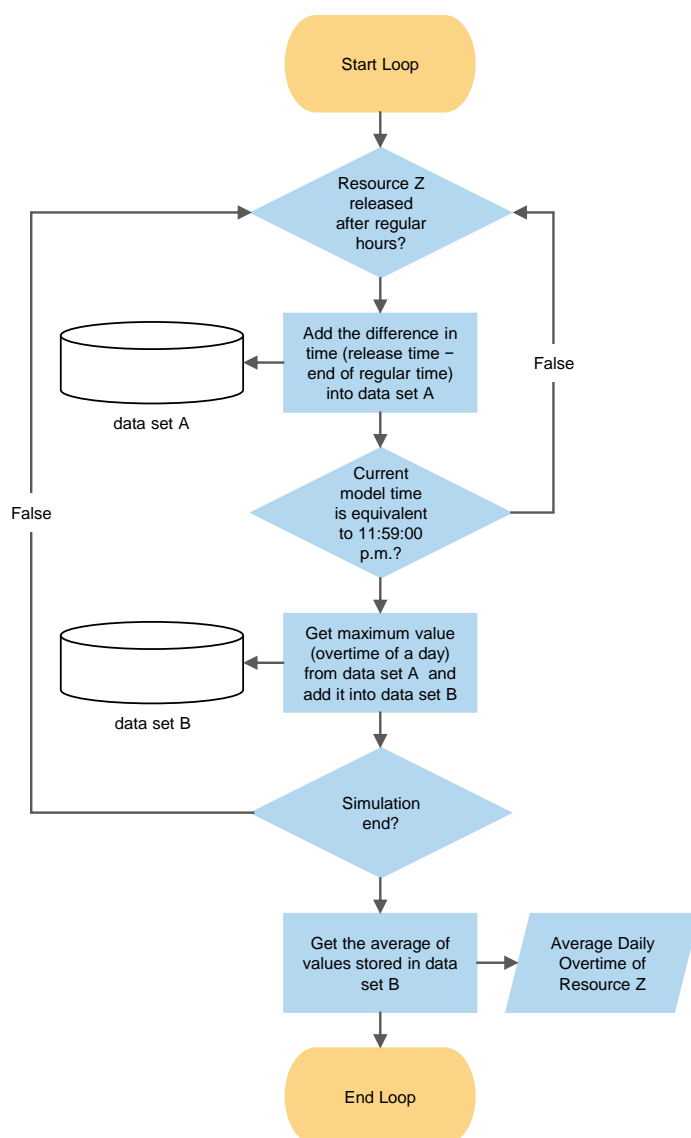 Start Loop
Resource Z
released
after regular
hours?
Add the difference in
time (release time −
end of regular time)
into data set A
data set A
False
Current
model time
is equivalent
to 11:59:00
p.m.?
False
Get maximum value
(overtime of a day)
from data set A and
add it into data set B
data set B
Simulation
end?
Get the average of
values stored in data
set B
Average Daily
Overtime of
Resource Z
End Loop